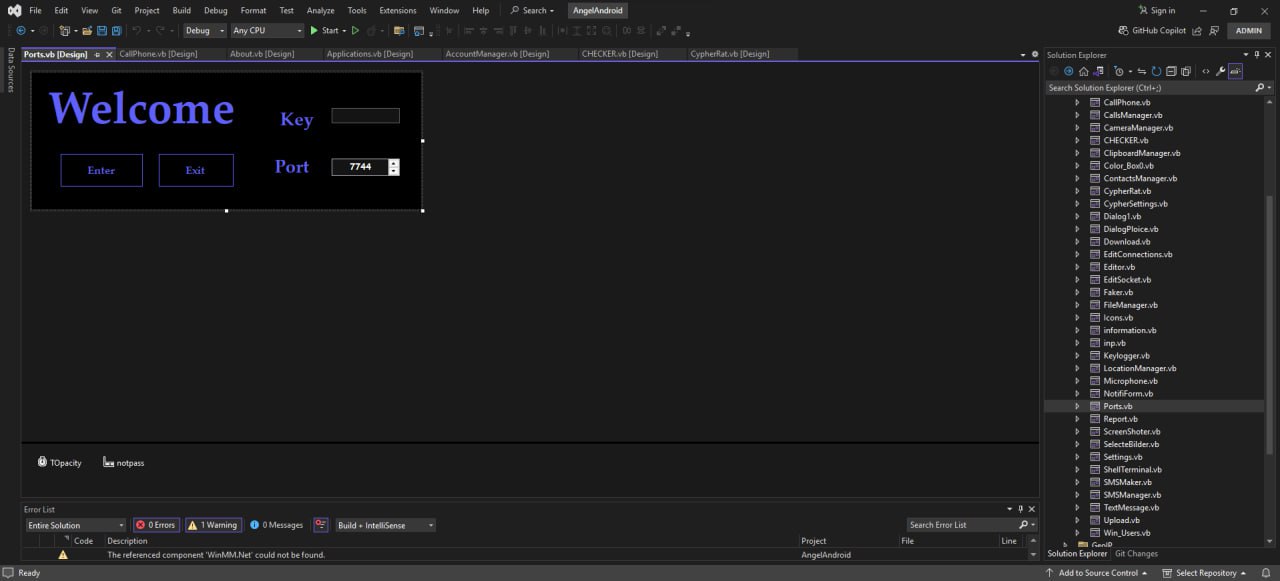 File Edit View Git Project Build Debug Format Test Analyze Tools Extensions Window Help Search AngelAndroid Sign in
Debug Any CPU Start GitHub Copilot ADMIN
Data Sources
Ports.vb [Design] CallPhone.vb [Design] About.vb [Design] Applications.vb [Design] AccountManager.vb [Design] CHECKER.vb [Design] CypherRat.vb [Design]
Welcome
Key
Enter Exit
Port 7744
TOpacity notpass
Error List
Entire Solution 0 Errors 1 Warning 0 Messages Build + IntelliSense Search Error List
Code Description Project File Line
The referenced component 'WinMM.Net' could not be found. AngelAndroid
Solution Explorer
Search Solution Explorer (Ctrl+;)
CallPhone.vb
CallsManager.vb
CameraManager.vb
CHECKER.vb
ClipboardManager.vb
Color_Box0.vb
ContactsManager.vb
CypherRat.vb
CypherSettings.vb
Dialog1.vb
DialogPloice.vb
Download.vb
EditConnections.vb
Editor.vb
EditSocket.vb
Faker.vb
FileManager.vb
Icons.vb
information.vb
inp.vb
Keylogger.vb
LocationManager.vb
Microphone.vb
NotifiForm.vb
Ports.vb
Report.vb
ScreenShoter.vb
SelecteBilder.vb
Settings.vb
ShellTerminal.vb
SMSMaker.vb
SMSManager.vb
TextMessage.vb
Upload.vb
Win_Users.vb
GeoIP
Solution Explorer Git Changes
Ready Add to Source Control Select Repository